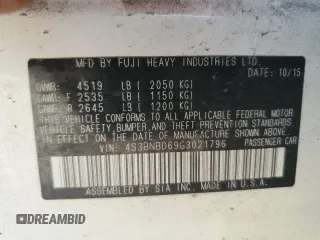 MFD BY FUJI HEAVY INDUSTRIES LTD.
DATE: 10/15
GVWR: 4519 LB ( 2050 KG)
GAWR: F 2535 LB ( 1150 KG)
GAWR: R 2645 LB ( 1200 KG)
THIS VEHICLE CONFORMS TO ALL APPLICABLE FEDERAL MOTOR
VEHICLE SAFETY, BUMPER, AND THEFT PREVENTION
STANDARDS IN EFFECT ON THE DATE OF MANUFACTURE
SHOWN ABOVE.
VIN: 4S3BNBD69G3021796 PASSENGER CAR
ASSEMBLED BY SIA INC. MADE IN U.S.A.
© DREAMBID
DREAMBID.COM